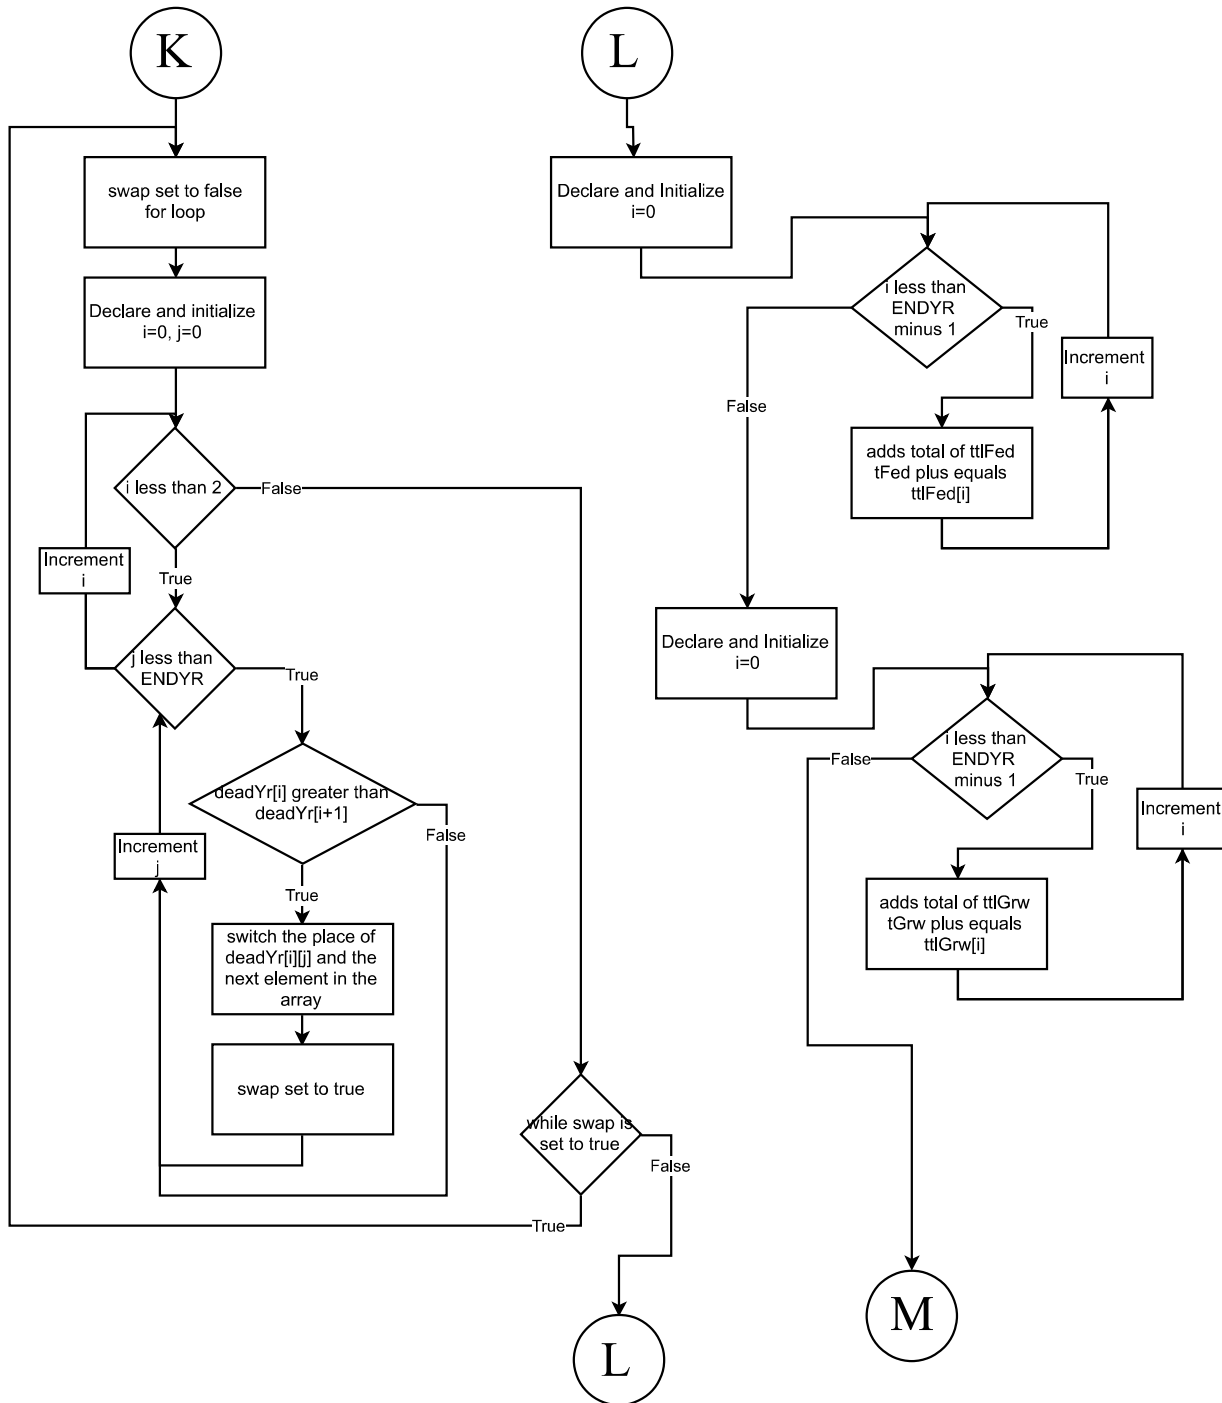 K
swap set to false
for loop
Declare and initialize
i=0, j=0
i less than 2
False
Increment
i
True
j less than
ENDYR
True
deadYr[i] greater than
deadYr[i+1]
False
Increment
j
True
switch the place of
deadYr[i][j] and the
next element in the
array
swap set to true
while swap is
set to true
False
True
L
L
Declare and Initialize
i=0
i less than
ENDYR
minus 1
True
Increment
i
False
adds total of ttlFed
tFed plus equals
ttlFed[i]
Declare and Initialize
i=0
i less than
ENDYR
minus 1
False
True
Increment
i
adds total of ttlGrw
tGrw plus equals
ttlGrw[i]
M